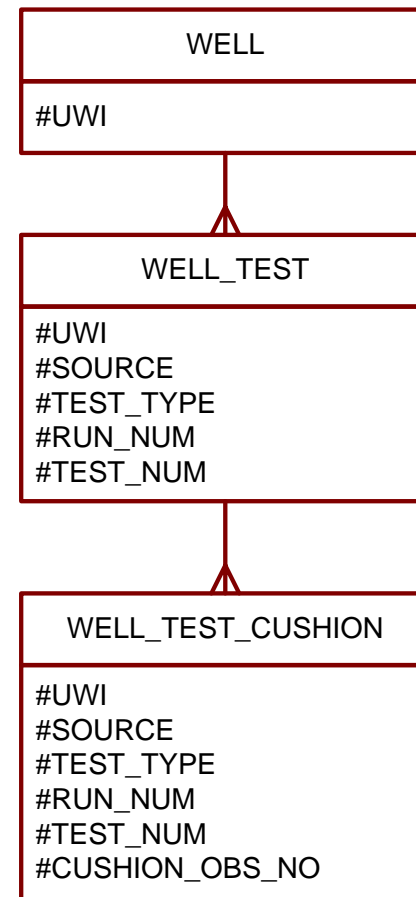 WELL
#UWI
WELL_TEST
#UWI
#SOURCE
#TEST_TYPE
#RUN_NUM
#TEST_NUM
WELL_TEST_CUSHION
#UWI
#SOURCE
#TEST_TYPE
#RUN_NUM
#TEST_NUM
#CUSHION_OBS_NO